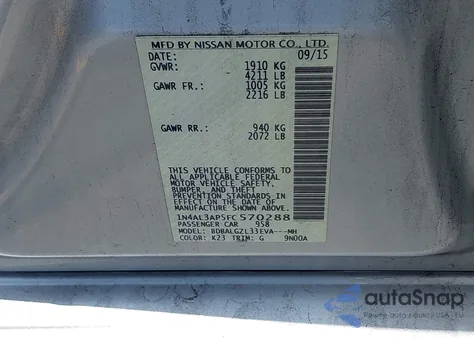 MFD BY NISSAN MOTOR CO., LTD.
DATE: 09/15
GVWR: 1910 KG
4211 LB
GAWR FR.: 1005 KG
2216 LB
GAWR RR.: 940 KG
2072 LB
THIS VEHICLE CONFORMS TO
ALL APPLICABLE FEDERAL
MOTOR VEHICLE SAFETY,
BUMPER, AND THEFT
PREVENTION STANDARDS IN
EFFECT ON THE DATE OF
MANUFACTURE SHOWN ABOVE.
1N4AL3AP5FC570288
PASSENGER CAR 958
MODEL: BDBALGZL33EVA---MH
COLOR: K23 TRIM: G 9N00A
autaSnap